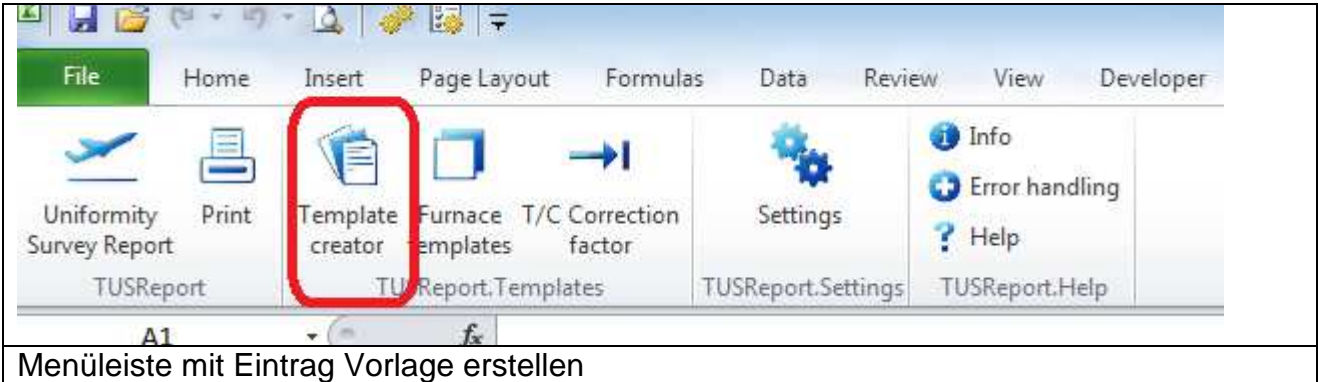 File Home Insert Page Layout Formulas Data Review View Developer
Info
Error handling
Uniformity Print Template Furnace T/C Correction Settings
Survey Report creator templates factor
Help
TUSReport TUSReport.Templates TUSReport.Settings TUSReport.Help
A1 fx
Menüleiste mit Eintrag Vorlage erstellen